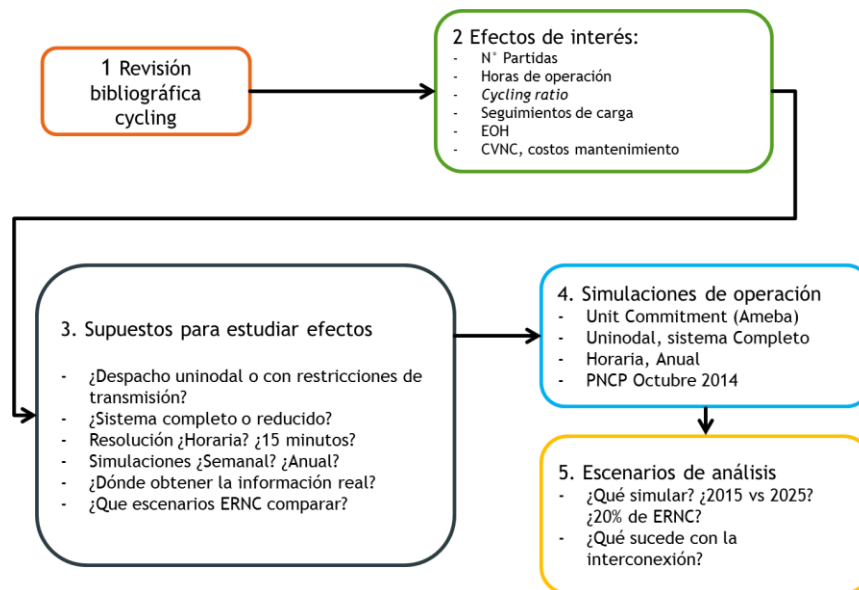 1 Revisión
bibliográfica
cycling
2 Efectos de interés:
- N° Partidas
- Horas de operación
- Cycling ratio
- Seguimientos de carga
- EOH
- CVNC, costos mantenimiento
3. Supuestos para estudiar efectos
- ¿Despacho uninodal o con restricciones de
transmisión?
- ¿Sistema completo o reducido?
- Resolución ¿Horaria? ¿15 minutos?
- Simulaciones ¿Semanal? ¿Anual?
- ¿Dónde obtener la información real?
- ¿Que escenarios ERNC comparar?
4. Simulaciones de operación
- Unit Commitment (Ameba)
- Uninodal, sistema Completo
- Horaria, Anual
- PNCP Octubre 2014
5. Escenarios de análisis
- ¿Qué simular? ¿2015 vs 2025?
¿20% de ERNC?
- ¿Qué sucede con la
interconexión?